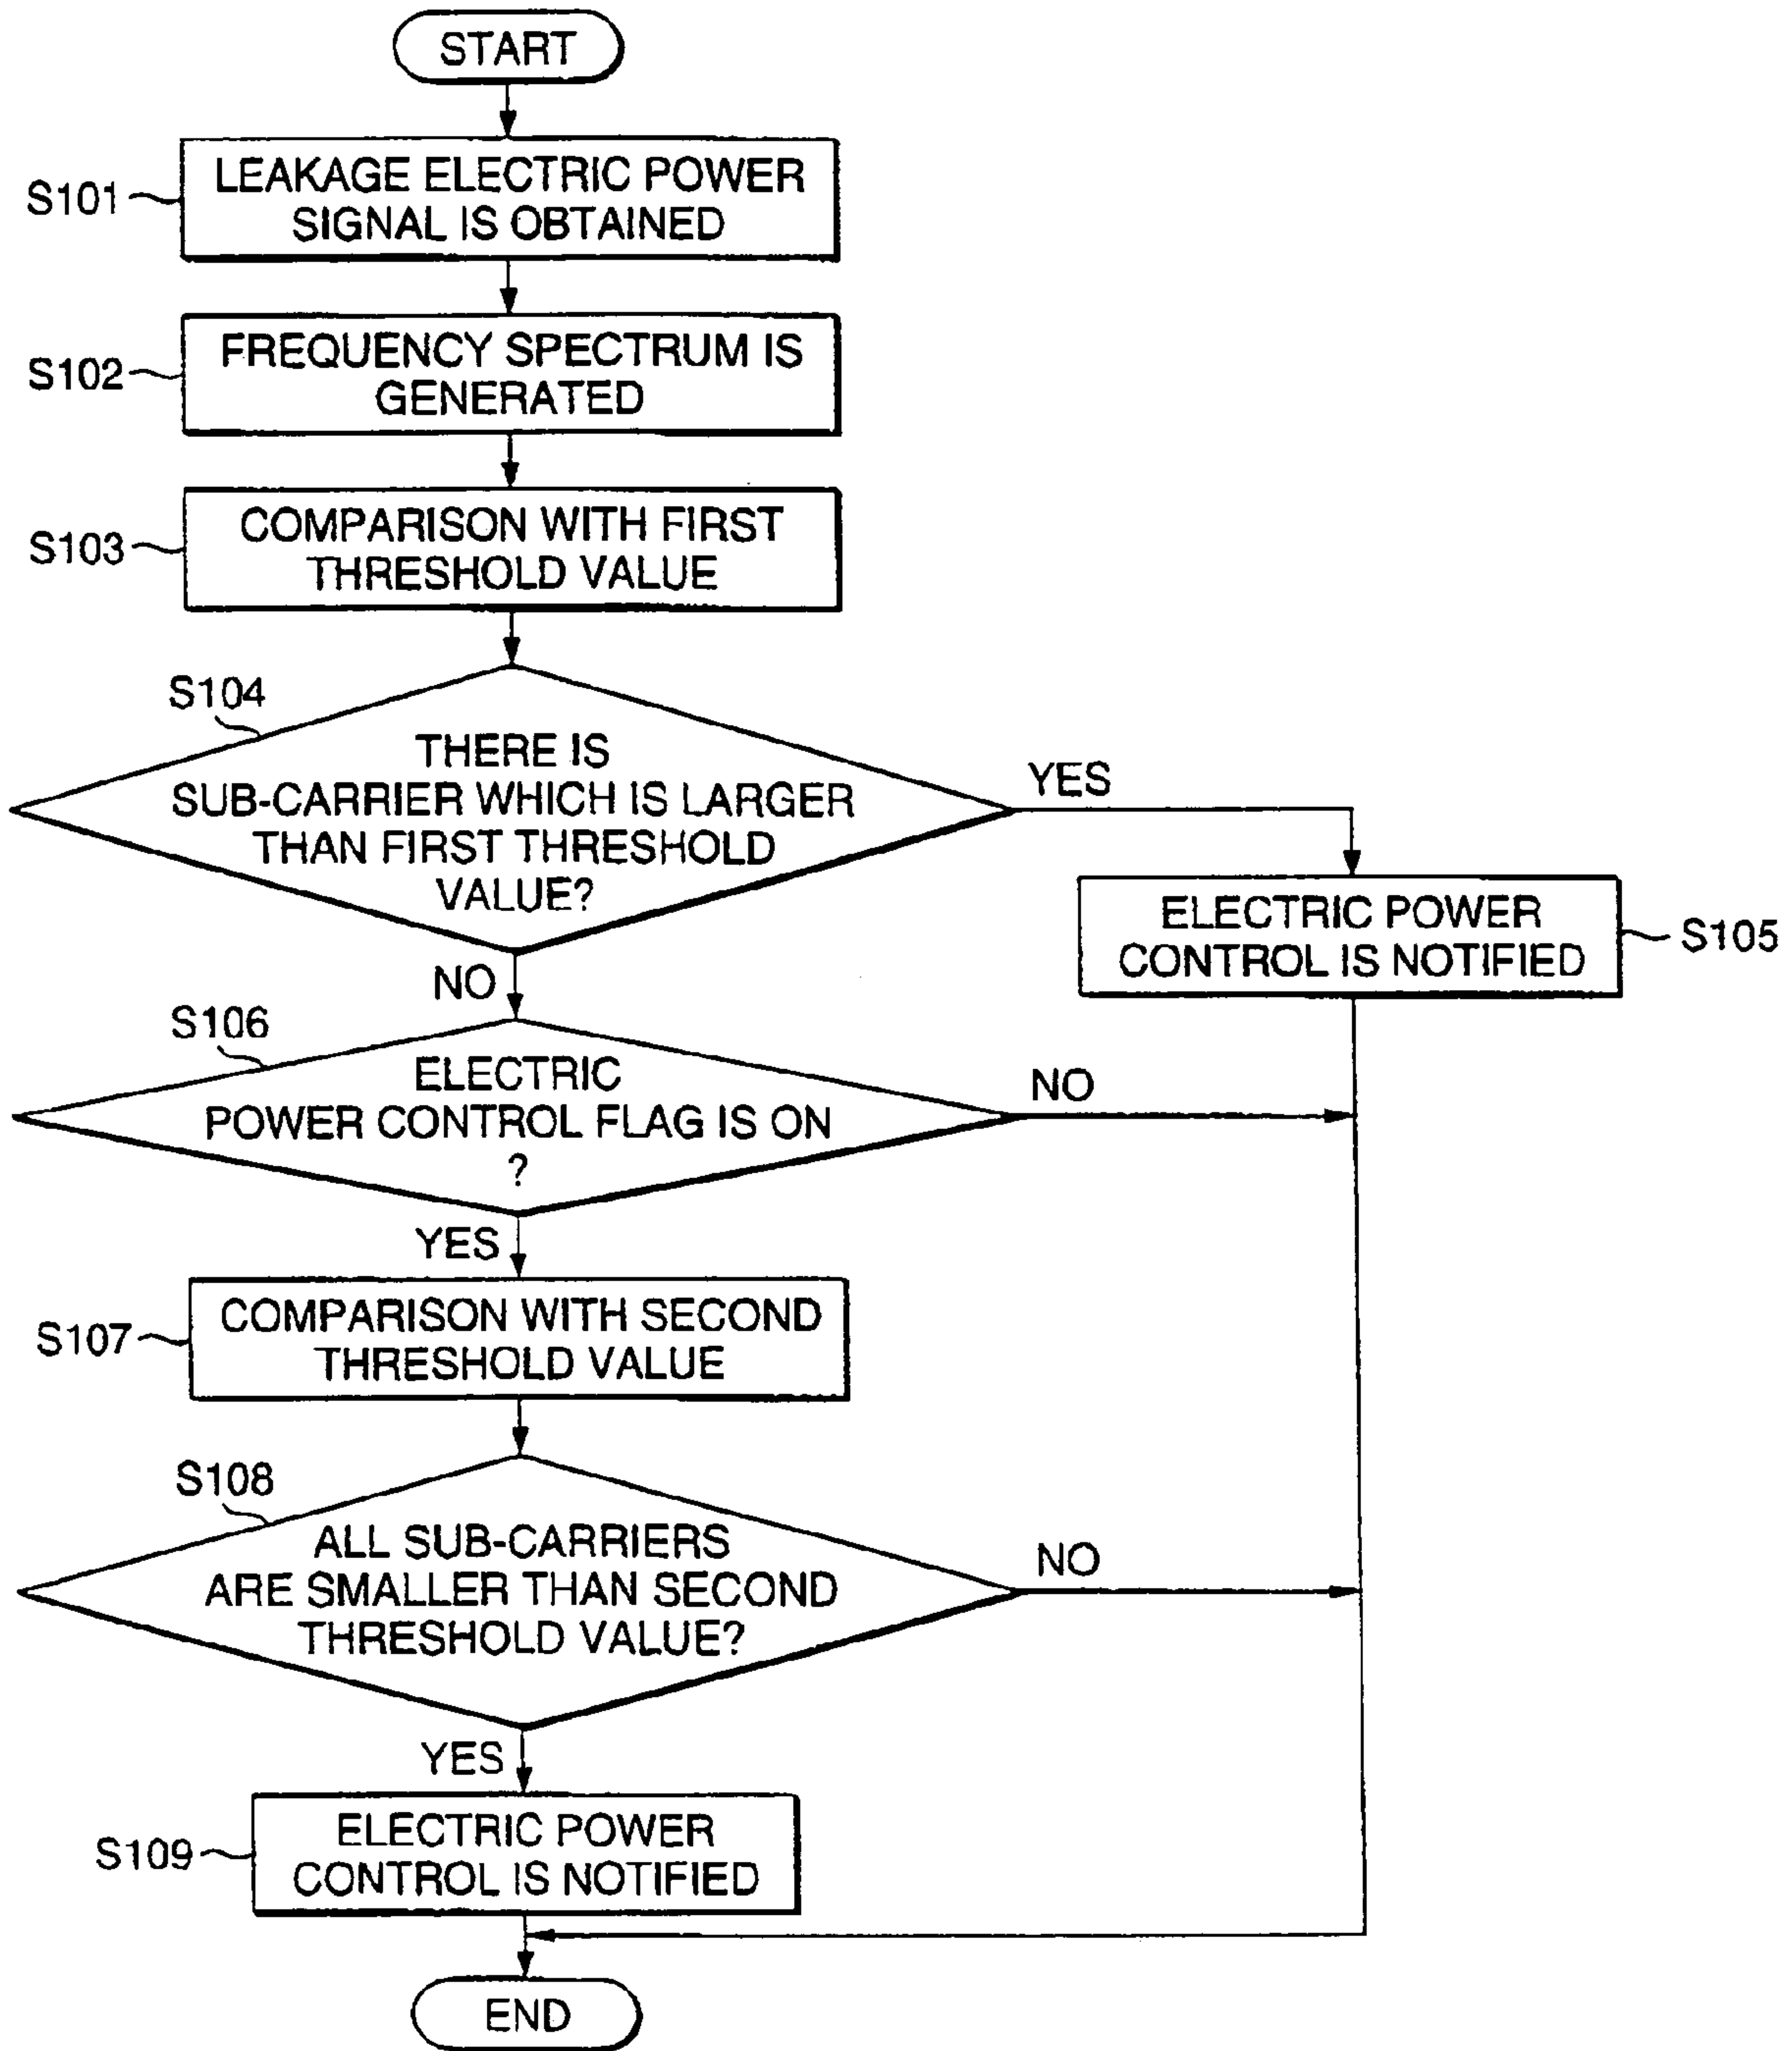 START
S101
LEAKAGE ELECTRIC POWER
SIGNAL IS OBTAINED
S102
FREQUENCY SPECTRUM IS
GENERATED
S103
COMPARISON WITH FIRST
THRESHOLD VALUE
S104
THERE IS
SUB-CARRIER WHICH IS LARGER
THAN FIRST THRESHOLD
VALUE?
YES
NO
ELECTRIC POWER
CONTROL IS NOTIFIED
S105
S106
ELECTRIC
POWER CONTROL FLAG IS ON
?
NO
YES
S107
COMPARISON WITH SECOND
THRESHOLD VALUE
S108
ALL SUB-CARRIERS
ARE SMALLER THAN SECOND
THRESHOLD VALUE?
NO
YES
S109
ELECTRIC POWER
CONTROL IS NOTIFIED
END